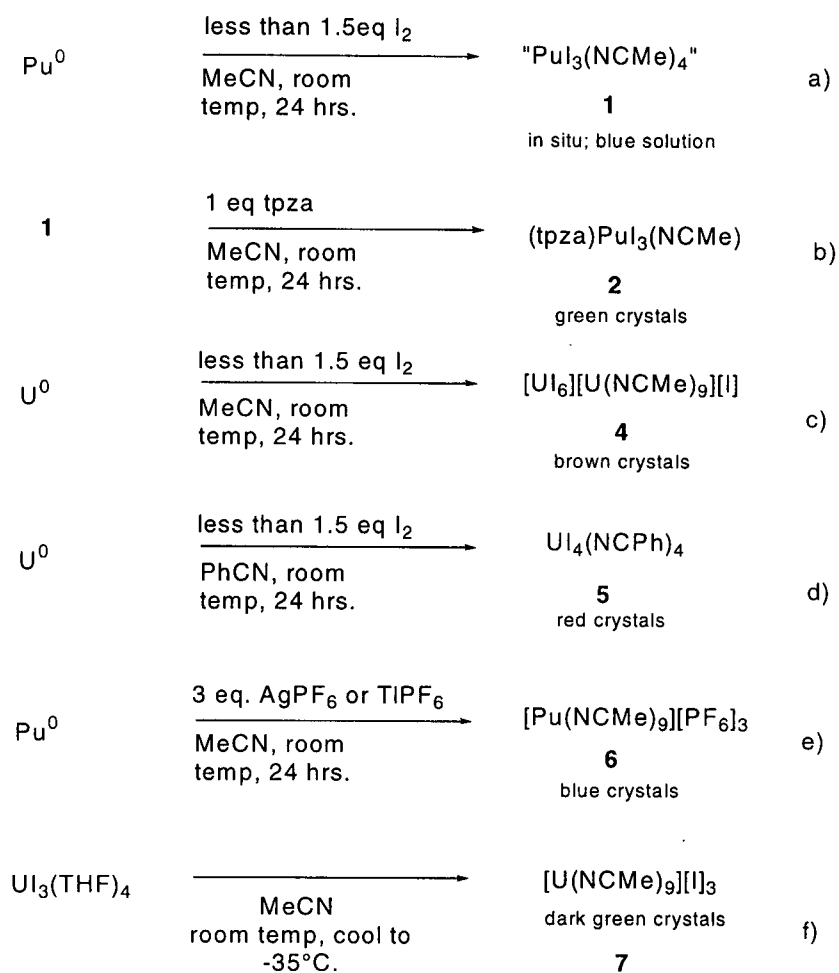 less than 1.5eq I₂
Pu⁰
"PuI₃(NCMe)₄"
MeCN, room
temp, 24 hrs.
a)
1
in situ; blue solution
1 eq tpza
1
(tpza)PuI₃(NCMe)
MeCN, room
temp, 24 hrs.
b)
2
green crystals
less than 1.5 eq I₂
U⁰
[UI₆][U(NCMe)₉][I]
MeCN, room
temp, 24 hrs.
c)
4
brown crystals
less than 1.5 eq I₂
U⁰
UI₄(NCPh)₄
PhCN, room
temp, 24 hrs.
d)
5
red crystals
3 eq. AgPF₆ or TlPF₆
Pu⁰
[Pu(NCMe)₉][PF₆]₃
MeCN, room
temp, 24 hrs.
e)
6
blue crystals
UI₃(THF)₄
[U(NCMe)₉][I]₃
MeCN
dark green crystals
room temp, cool to
f)
-35°C.
7